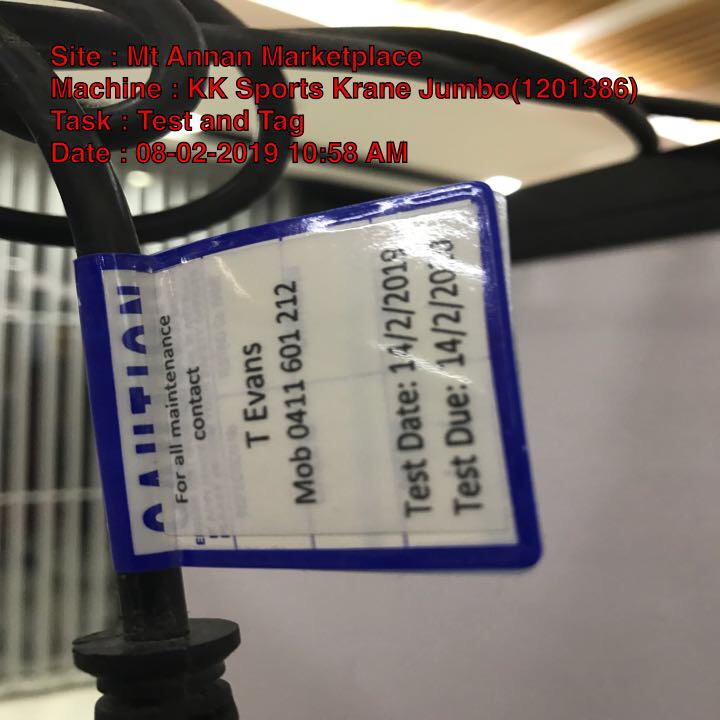 Site : Mt Annan Marketplace
Machine : KK Sports Krane Jumbo(1201386)
Task : Test and Tag
Date : 08-02-2019 10:58 AM
CAUTION
For all maintenance
contact
T Evans
Mob 0411 601 212
Test Date: 14/2/2019
Test Due: 14/2/2020